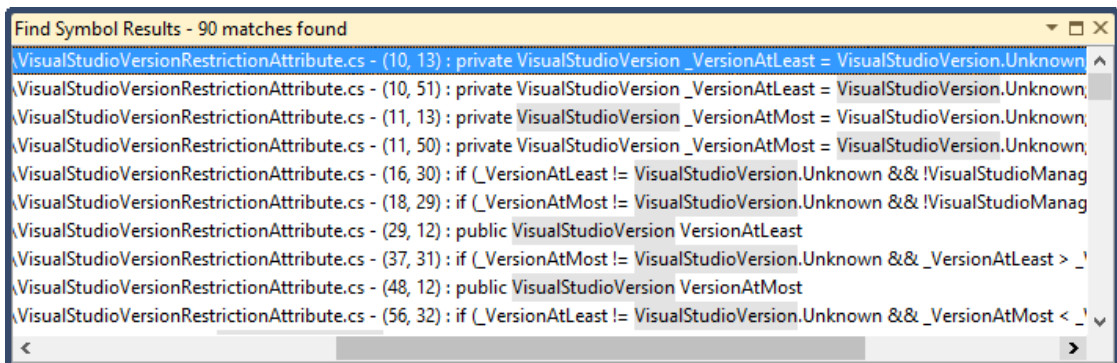 Find Symbol Results - 90 matches found
\VisualStudioVersionRestrictionAttribute.cs - (10, 13) : private VisualStudioVersion _VersionAtLeast = VisualStudioVersion.Unknown;
\VisualStudioVersionRestrictionAttribute.cs - (10, 51) : private VisualStudioVersion _VersionAtLeast = VisualStudioVersion.Unknown;
\VisualStudioVersionRestrictionAttribute.cs - (11, 13) : private VisualStudioVersion _VersionAtMost = VisualStudioVersion.Unknown;
\VisualStudioVersionRestrictionAttribute.cs - (11, 50) : private VisualStudioVersion _VersionAtMost = VisualStudioVersion.Unknown;
\VisualStudioVersionRestrictionAttribute.cs - (16, 30) : if (_VersionAtLeast != VisualStudioVersion.Unknown && !VisualStudioManag
\VisualStudioVersionRestrictionAttribute.cs - (18, 29) : if (_VersionAtMost != VisualStudioVersion.Unknown && !VisualStudioManag
\VisualStudioVersionRestrictionAttribute.cs - (29, 12) : public VisualStudioVersion VersionAtLeast
\VisualStudioVersionRestrictionAttribute.cs - (37, 31) : if (_VersionAtMost != VisualStudioVersion.Unknown && _VersionAtLeast > _
\VisualStudioVersionRestrictionAttribute.cs - (48, 12) : public VisualStudioVersion VersionAtMost
\VisualStudioVersionRestrictionAttribute.cs - (56, 32) : if (_VersionAtLeast != VisualStudioVersion.Unknown && _VersionAtMost < _